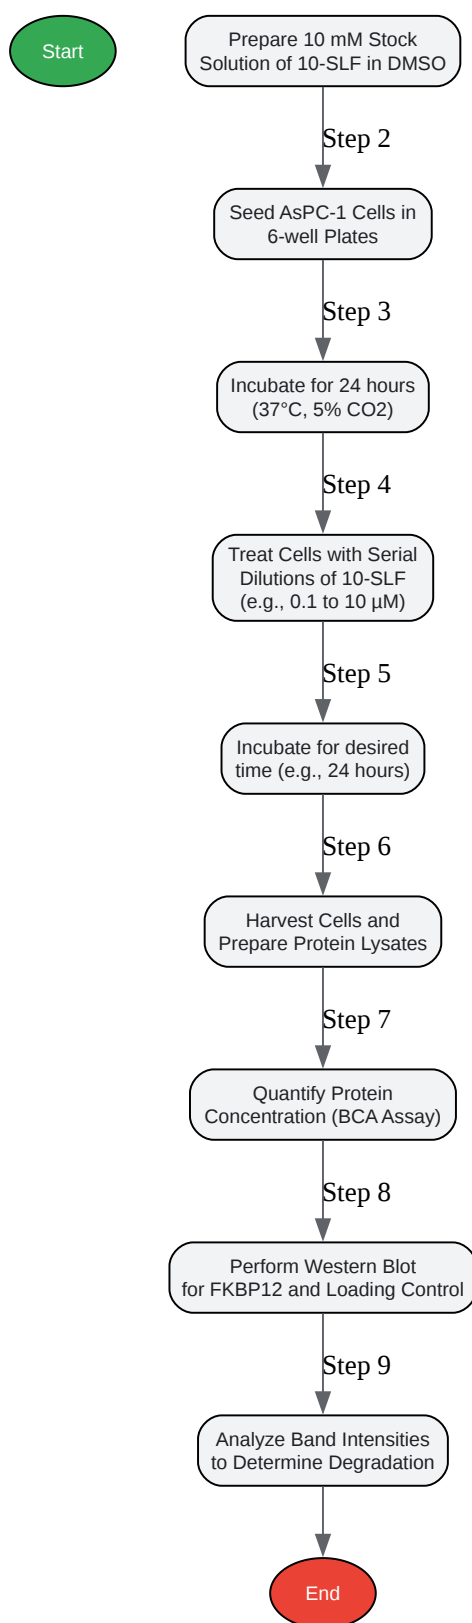 Start
Prepare 10 mM Stock
Solution of 10-SLF in DMSO
Step 2
Seed AsPC-1 Cells in
6-well Plates
Step 3
Incubate for 24 hours
(37°C, 5% CO2)
Step 4
Treat Cells with Serial
Dilutions of 10-SLF
(e.g., 0.1 to 10 µM)
Step 5
Incubate for desired
time (e.g., 24 hours)
Step 6
Harvest Cells and
Prepare Protein Lysates
Step 7
Quantify Protein
Concentration (BCA Assay)
Step 8
Perform Western Blot
for FKBP12 and Loading Control
Step 9
Analyze Band Intensities
to Determine Degradation
End